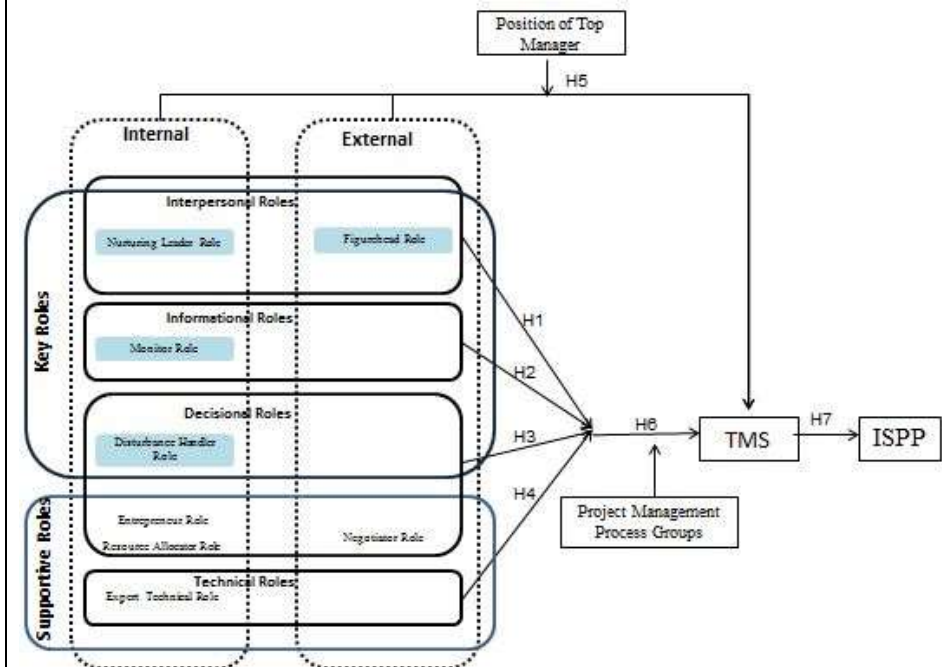 Position of Top
Manager
H5
Internal
External
Interpersonal Roles
Nurturing Leader Role
Figurehead Role
Key Roles
Informational Roles
Monitor Role
H1
H2
Decisional Roles
Disturbance Handler
Role
H3
H4
H6
TMS
H7
ISPP
Project Management
Process Groups
Supportive Roles
Entrepreneur Role
Resource Allocator Role
Negotiator Role
Technical Roles
Expert Technical Role